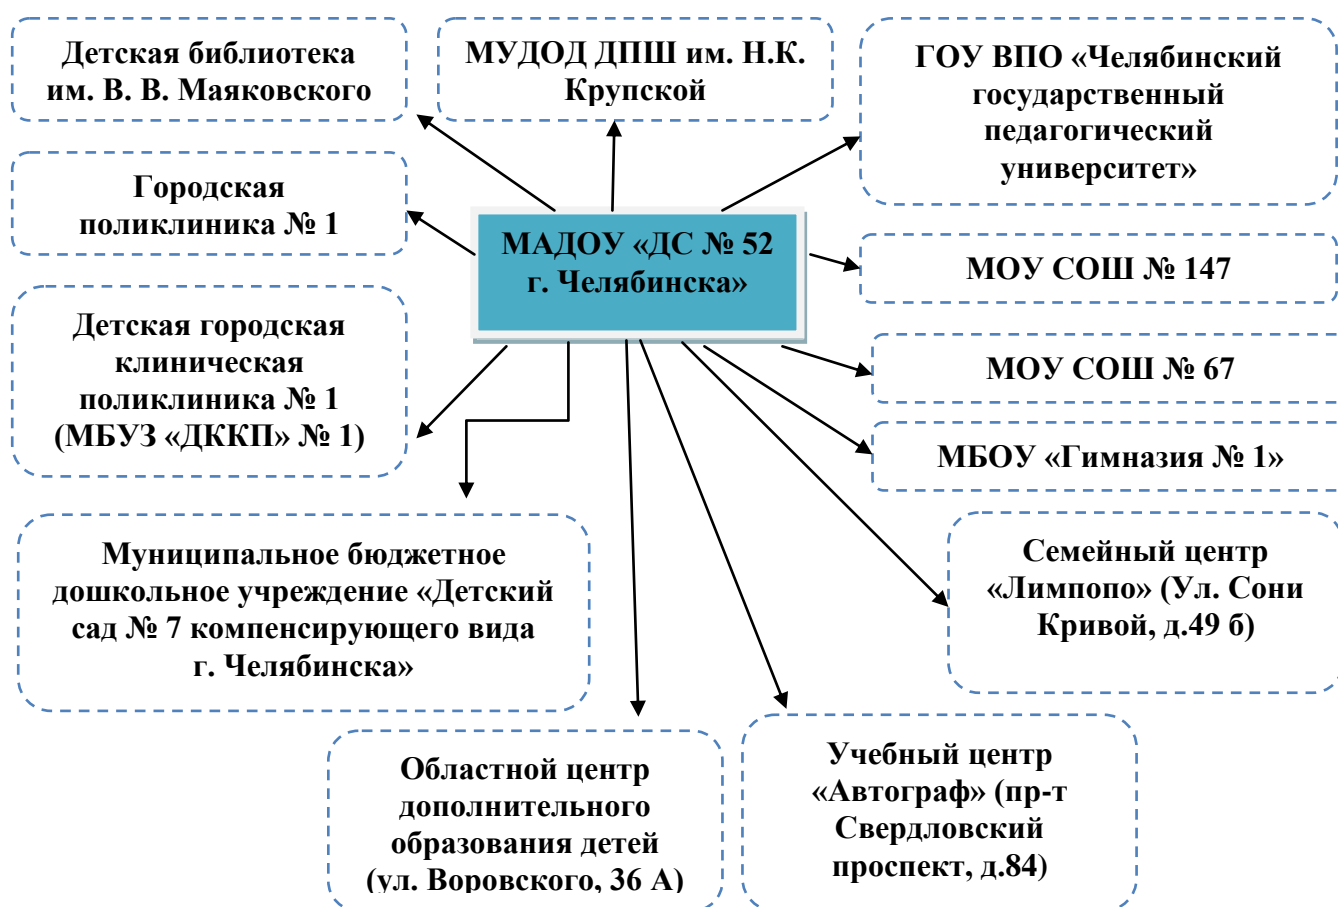 Детская библиотека
им. В. В. Маяковского
МУДОД ДПШ им. Н.К.
Крупской
ГОУ ВПО «Челябинский
государственный
педагогический
университет»
Городская
поликлиника № 1
МАДОУ «ДС № 52
г. Челябинска»
МОУ СОШ № 147
Детская городская
клиническая
поликлиника № 1
(МБУЗ «ДККП» № 1)
МОУ СОШ № 67
МБОУ «Гимназия № 1»
Муниципальное бюджетное
дошкольное учреждение «Детский
сад № 7 компенсирующего вида
г. Челябинска»
Семейный центр
«Лимпопо» (Ул. Сони
Кривой, д.49 б)
Областной центр
дополнительного
образования детей
(ул. Воровского, 36 А)
Учебный центр
«Автограф» (пр-т
Свердловский
проспект, д.84)